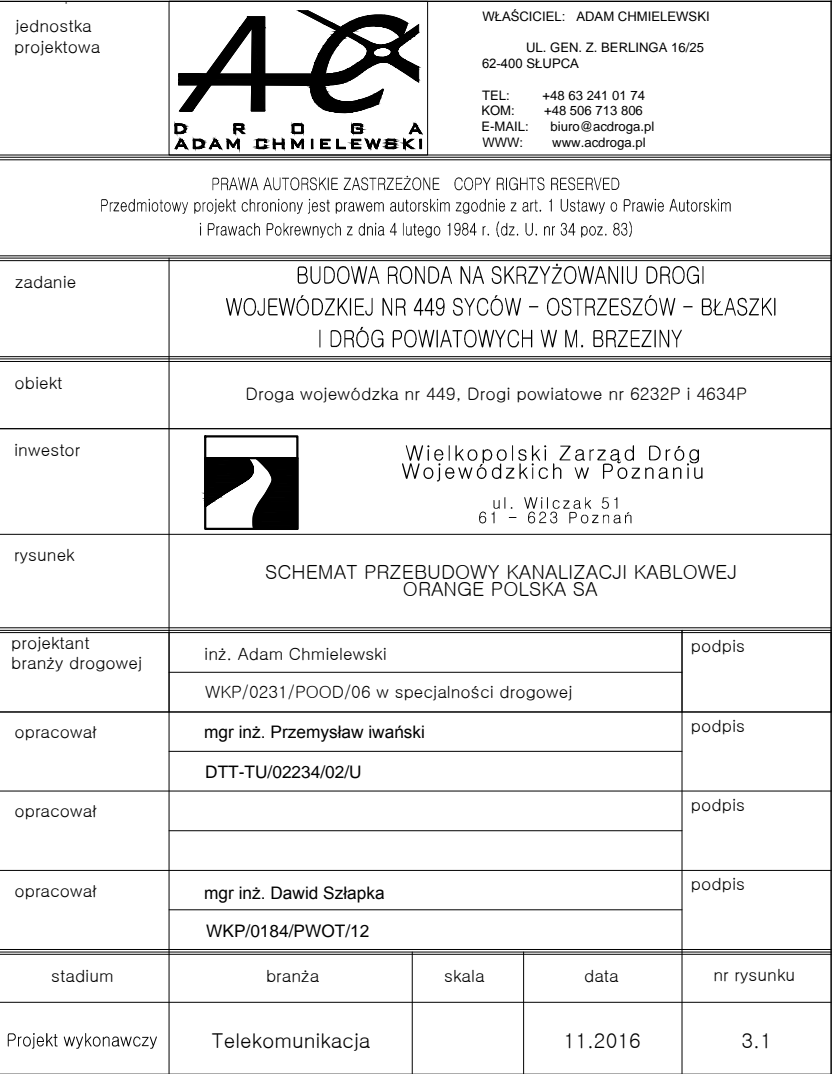 jednostka
projektowa
AC
DROGA
ADAM CHMIELEWSKI
WŁAŚCICIEL: ADAM CHMIELEWSKI
UL. GEN. Z. BERLINGA 16/25
62-400 SŁUPCA
TEL: +48 63 241 01 74
KOM: +48 506 713 806
E-MAIL: biuro@acdroga.pl
WWW: www.acdroga.pl
PRAWA AUTORSKIE ZASTRZEŻONE COPY RIGHTS RESERVED
Przedmiotowy projekt chroniony jest prawem autorskim zgodnie z art. 1 Ustawy o Prawie Autorskim
i Prawach Pokrewnych z dnia 4 lutego 1984 r. (dz. U. nr 34 poz. 83)
zadanie
BUDOWA RONDA NA SKRZYŻOWANIU DROGI
WOJEWÓDZKIEJ NR 449 SYCÓW – OSTRZESZÓW – BŁASZKI
I DRÓG POWIATOWYCH W M. BRZEZINY
obiekt
Droga wojewódzka nr 449, Drogi powiatowe nr 6232P i 4634P
inwestor
Wielkopolski Zarząd Dróg
Wojewódzkich w Poznaniu
ul. Wilczak 51
61 – 623 Poznań
rysunek
SCHEMAT PRZEBUDOWY KANALIZACJI KABLOWEJ
ORANGE POLSKA SA
projektant
branży drogowej
inż. Adam Chmielewski
podpis
WKP/0231/POOD/06 w specjalności drogowej
opracował
mgr inż. Przemysław iwański
podpis
DTT-TU/02234/02/U
opracował
podpis
opracował
mgr inż. Dawid Szłapka
podpis
WKP/0184/PWOT/12
stadium branża skala data nr rysunku
Projekt wykonawczy Telekomunikacja 11.2016 3.1